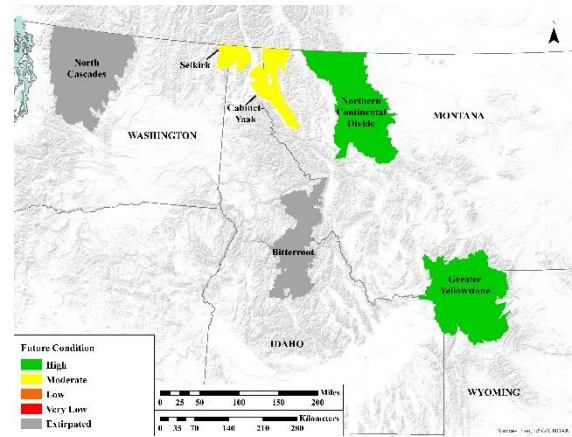 North
Cascades
Selkirk
Cabinet-
Yaak
Northern
Continental
Divide
MONTANA
WASHINGTON
Bitterroot
Greater
Yellowstone
IDAHO
WYOMING
Future Condition
High
Moderate
Low
Very Low
Extirpated
Miles
0 25 50 100 150 200
Kilometers
0 35 70 140 210 280